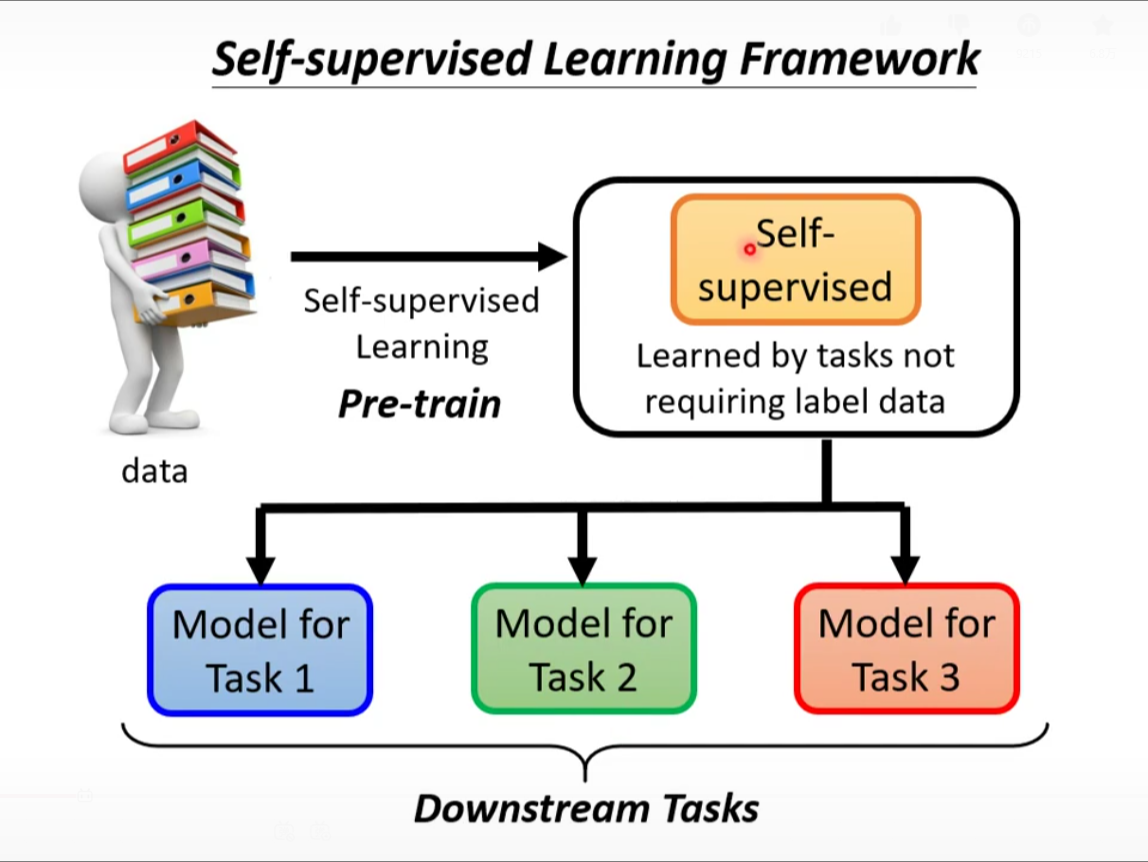 Self-supervised Learning Framework
Self-
supervised
Self-supervised
Learning
Pre-train
Learned by tasks not
requiring label data
data
Model for
Task 1
Model for
Task 2
Model for
Task 3
Downstream Tasks